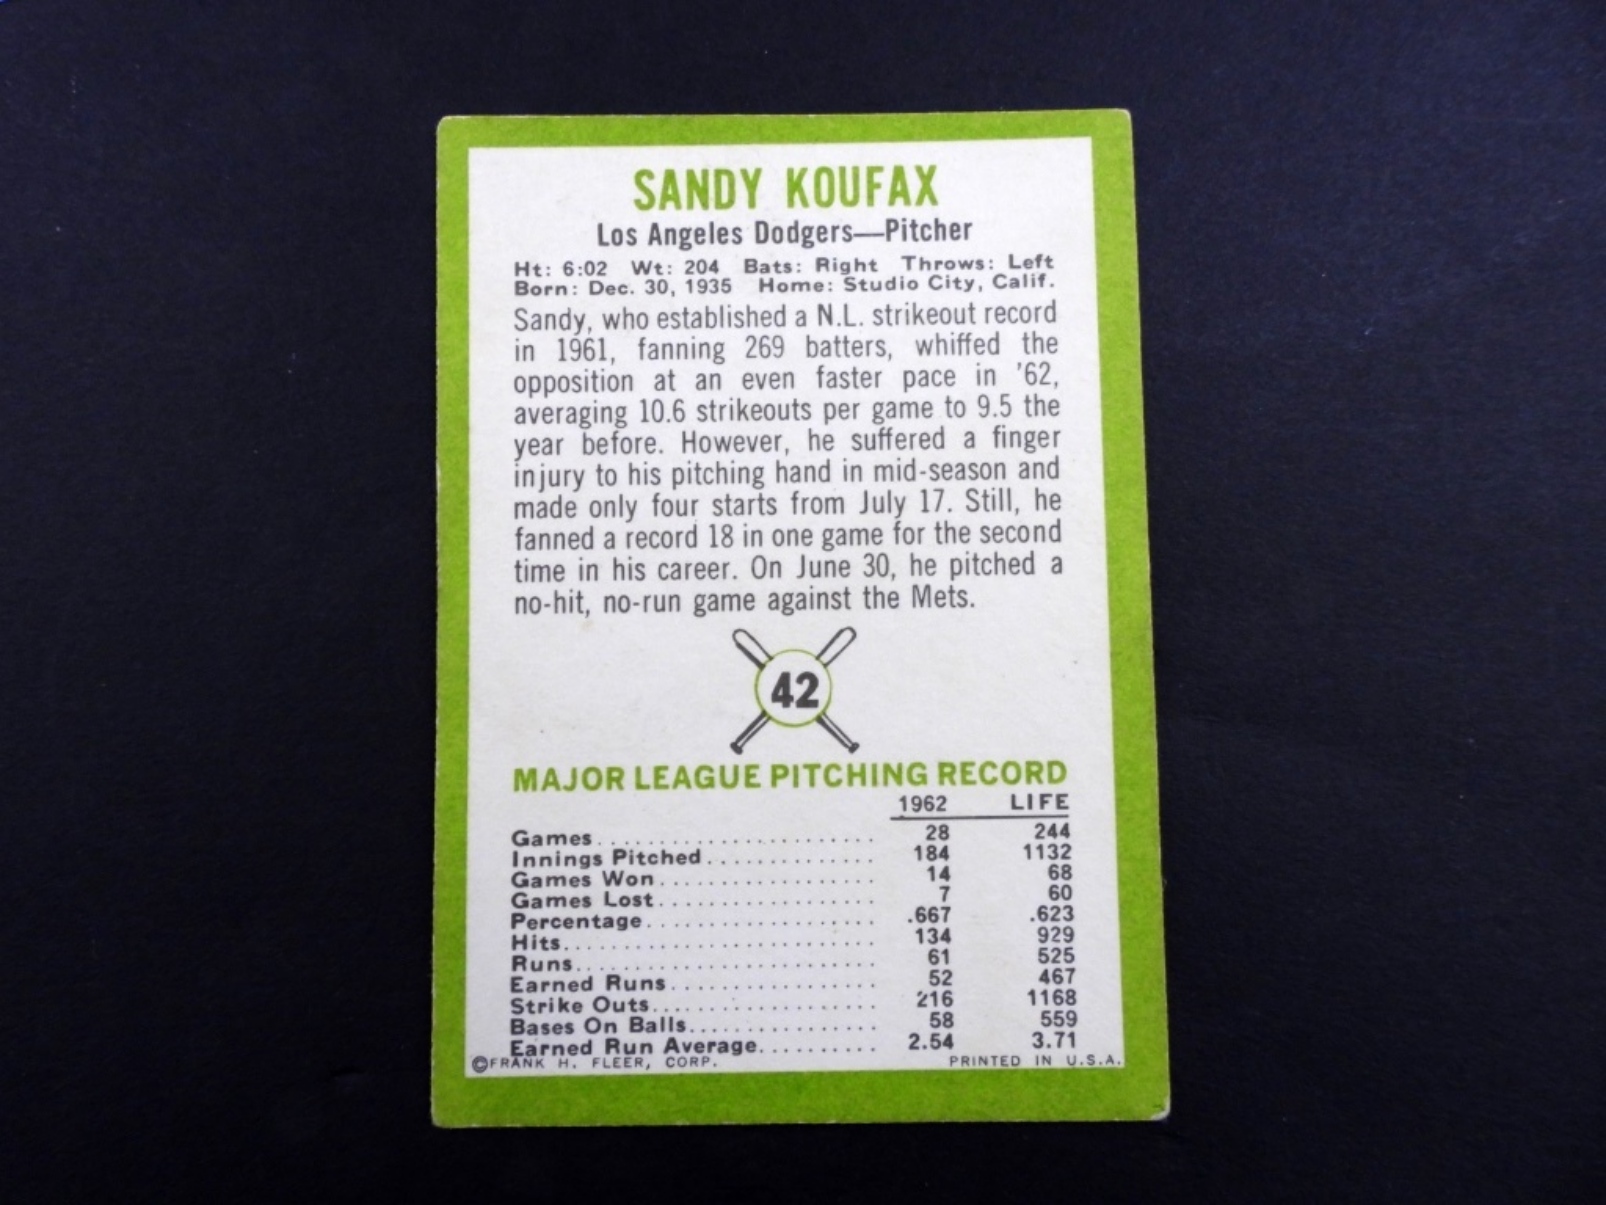 SANDY KOUFAX
Los Angeles Dodgers—Pitcher
Ht: 6:02 Wt: 204 Bats: Right Throws: Left
Born: Dec. 30, 1935 Home: Studio City, Calif.
Sandy, who established a N.L. strikeout record
in 1961, fanning 269 batters, whiffed the
opposition at an even faster pace in '62,
averaging 10.6 strikeouts per game to 9.5 the
year before. However, he suffered a finger
injury to his pitching hand in mid-season and
made only four starts from July 17. Still, he
fanned a record 18 in one game for the second
time in his career. On June 30, he pitched a
no-hit, no-run game against the Mets.
42
MAJOR LEAGUE PITCHING RECORD
1962 LIFE
Games 28 244
Innings Pitched 184 1132
Games Won 14 68
Games Lost 7 60
Percentage .667 .623
Hits 134 929
Runs 61 525
Earned Runs 52 467
Strike Outs 216 1168
Bases On Balls 58 559
Earned Run Average 2.54 3.71
©FRANK H. FLEER, CORP. PRINTED IN U.S.A.